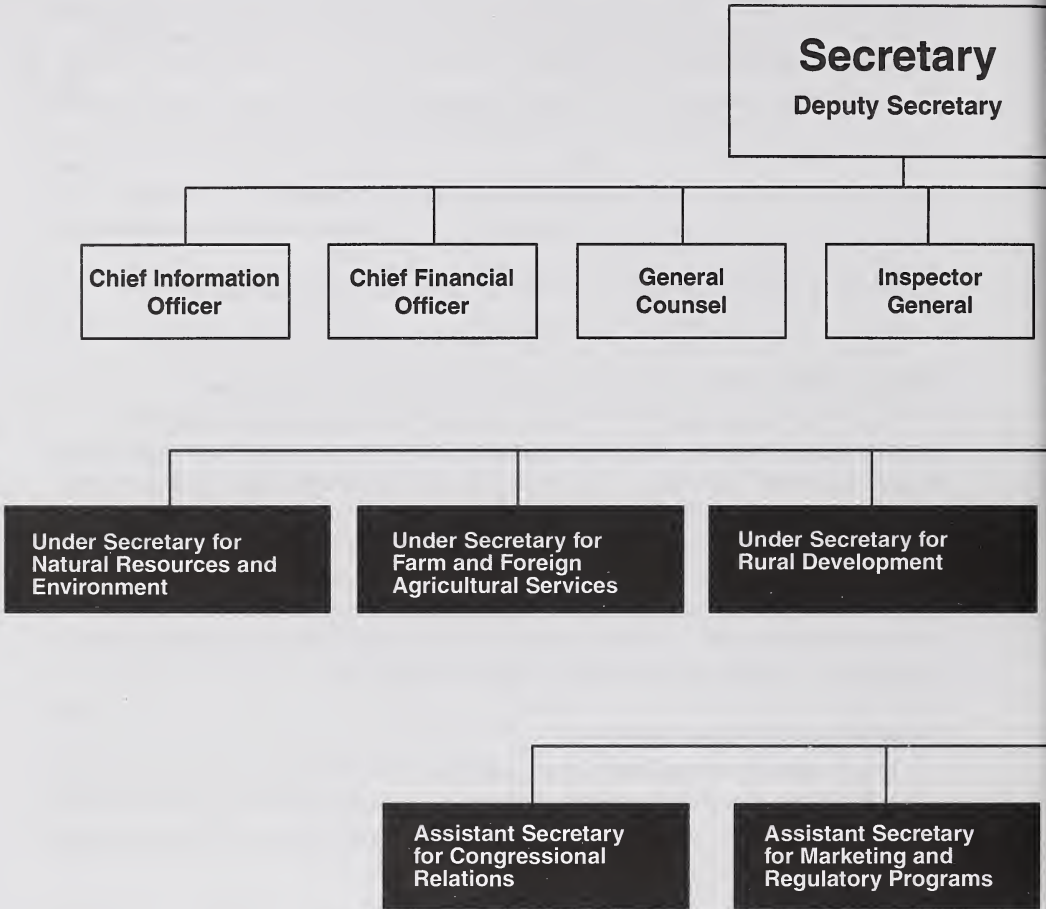 Secretary
Deputy Secretary
Chief Information
Officer
Chief Financial
Officer
General
Counsel
Inspector
General
Under Secretary for
Natural Resources and
Environment
Under Secretary for
Farm and Foreign
Agricultural Services
Under Secretary for
Rural Development
Assistant Secretary
for Congressional
Relations
Assistant Secretary
for Marketing and
Regulatory Programs